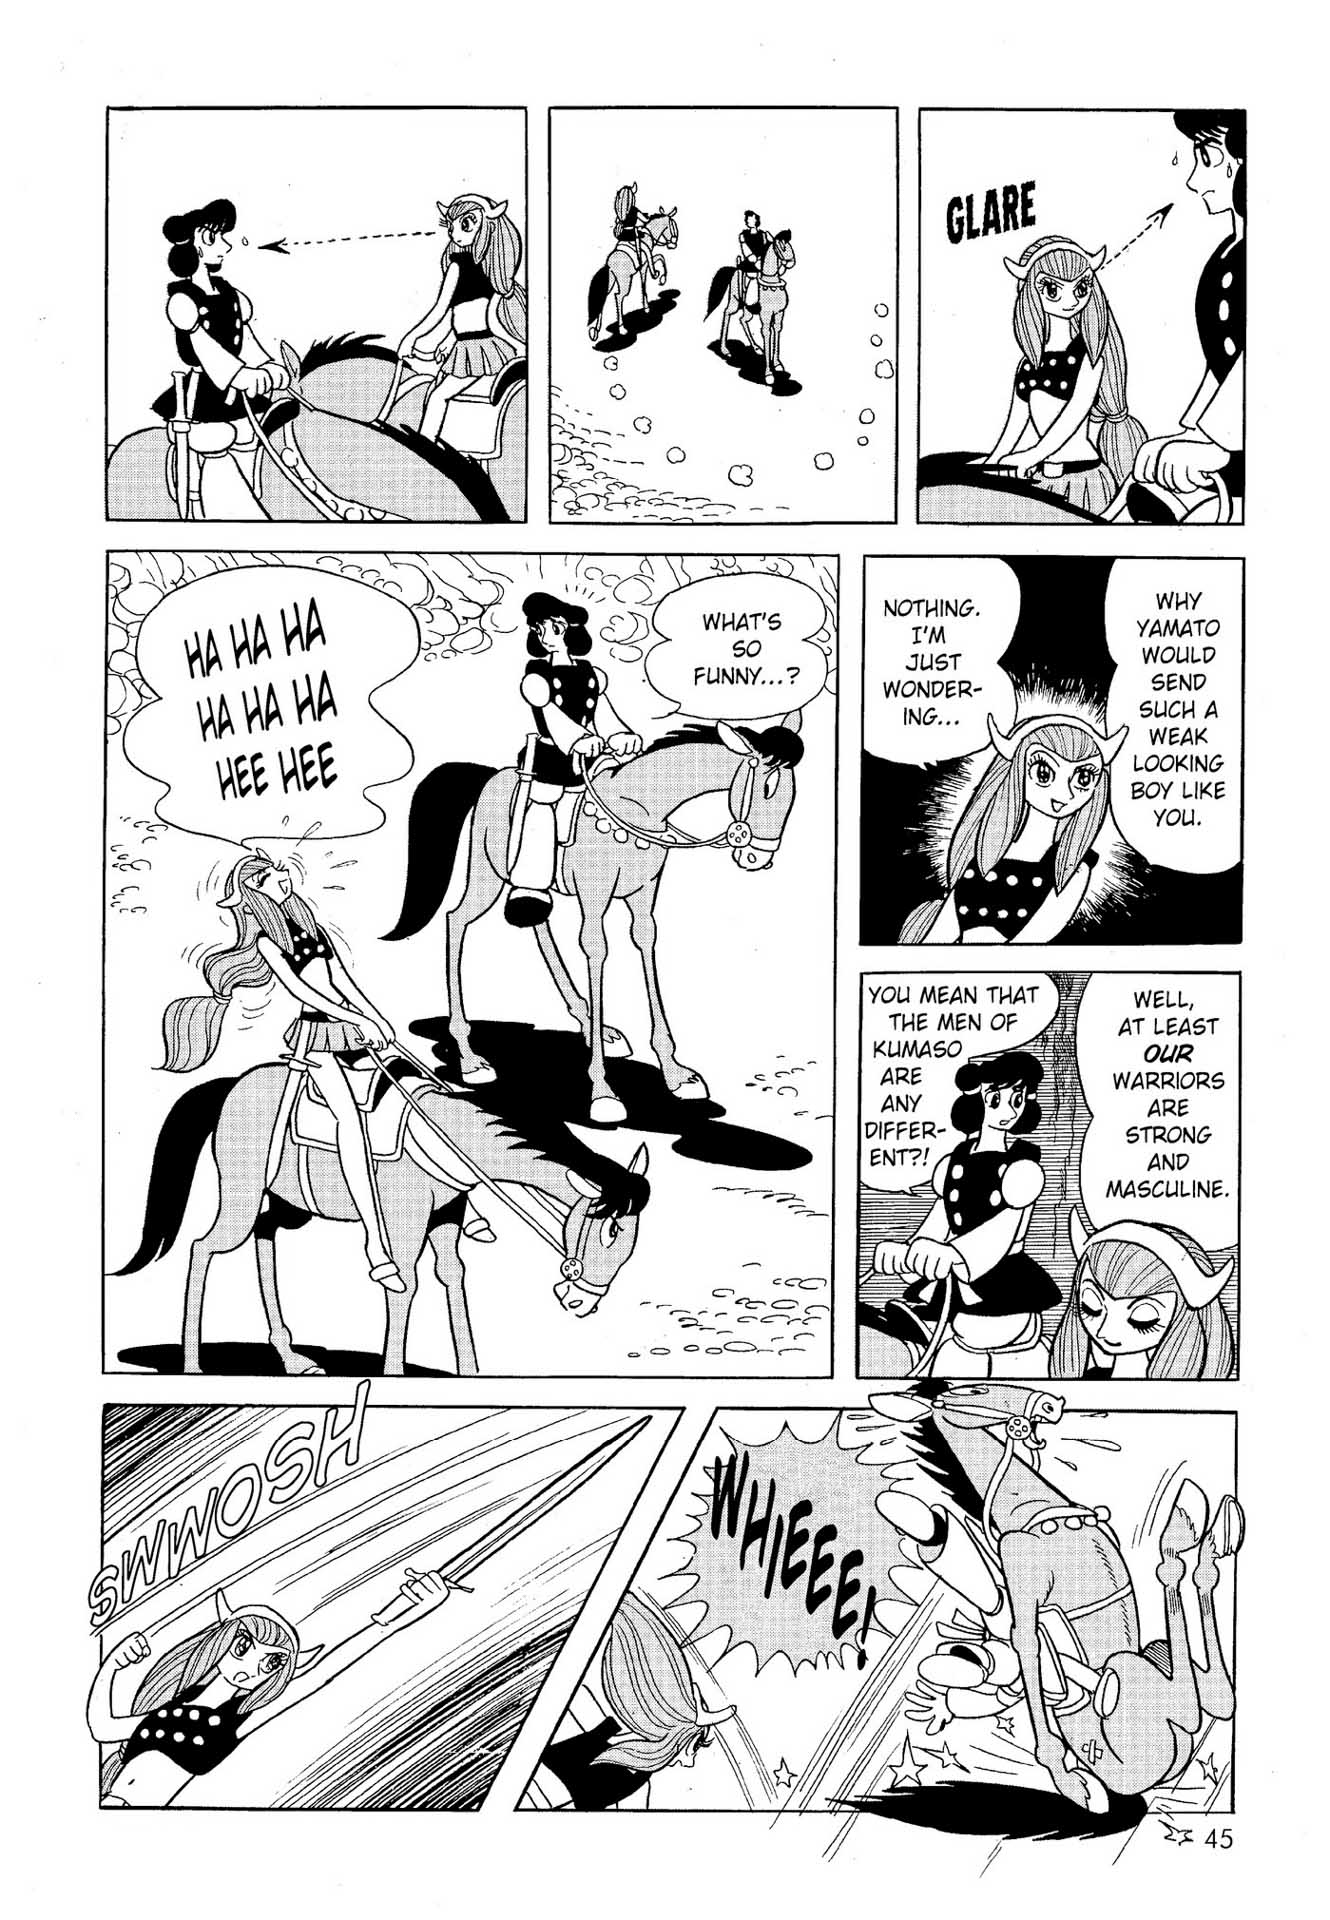 GLARE
HA HA HA
HA HA HA
HEE HEE
WHAT'S
SO
FUNNY...?
NOTHING.
I'M
JUST
WONDER-
ING...
WHY
YAMATO
WOULD
SEND
SUCH A
WEAK
LOOKING
BOY LIKE
YOU.
YOU MEAN THAT
THE MEN OF
KUMASO
ARE
ANY
DIFFER-
ENT?!
WELL,
AT LEAST
OUR
WARRIORS
ARE
STRONG
AND
MASCULINE.
SWWOSH
WHIEEE!
45